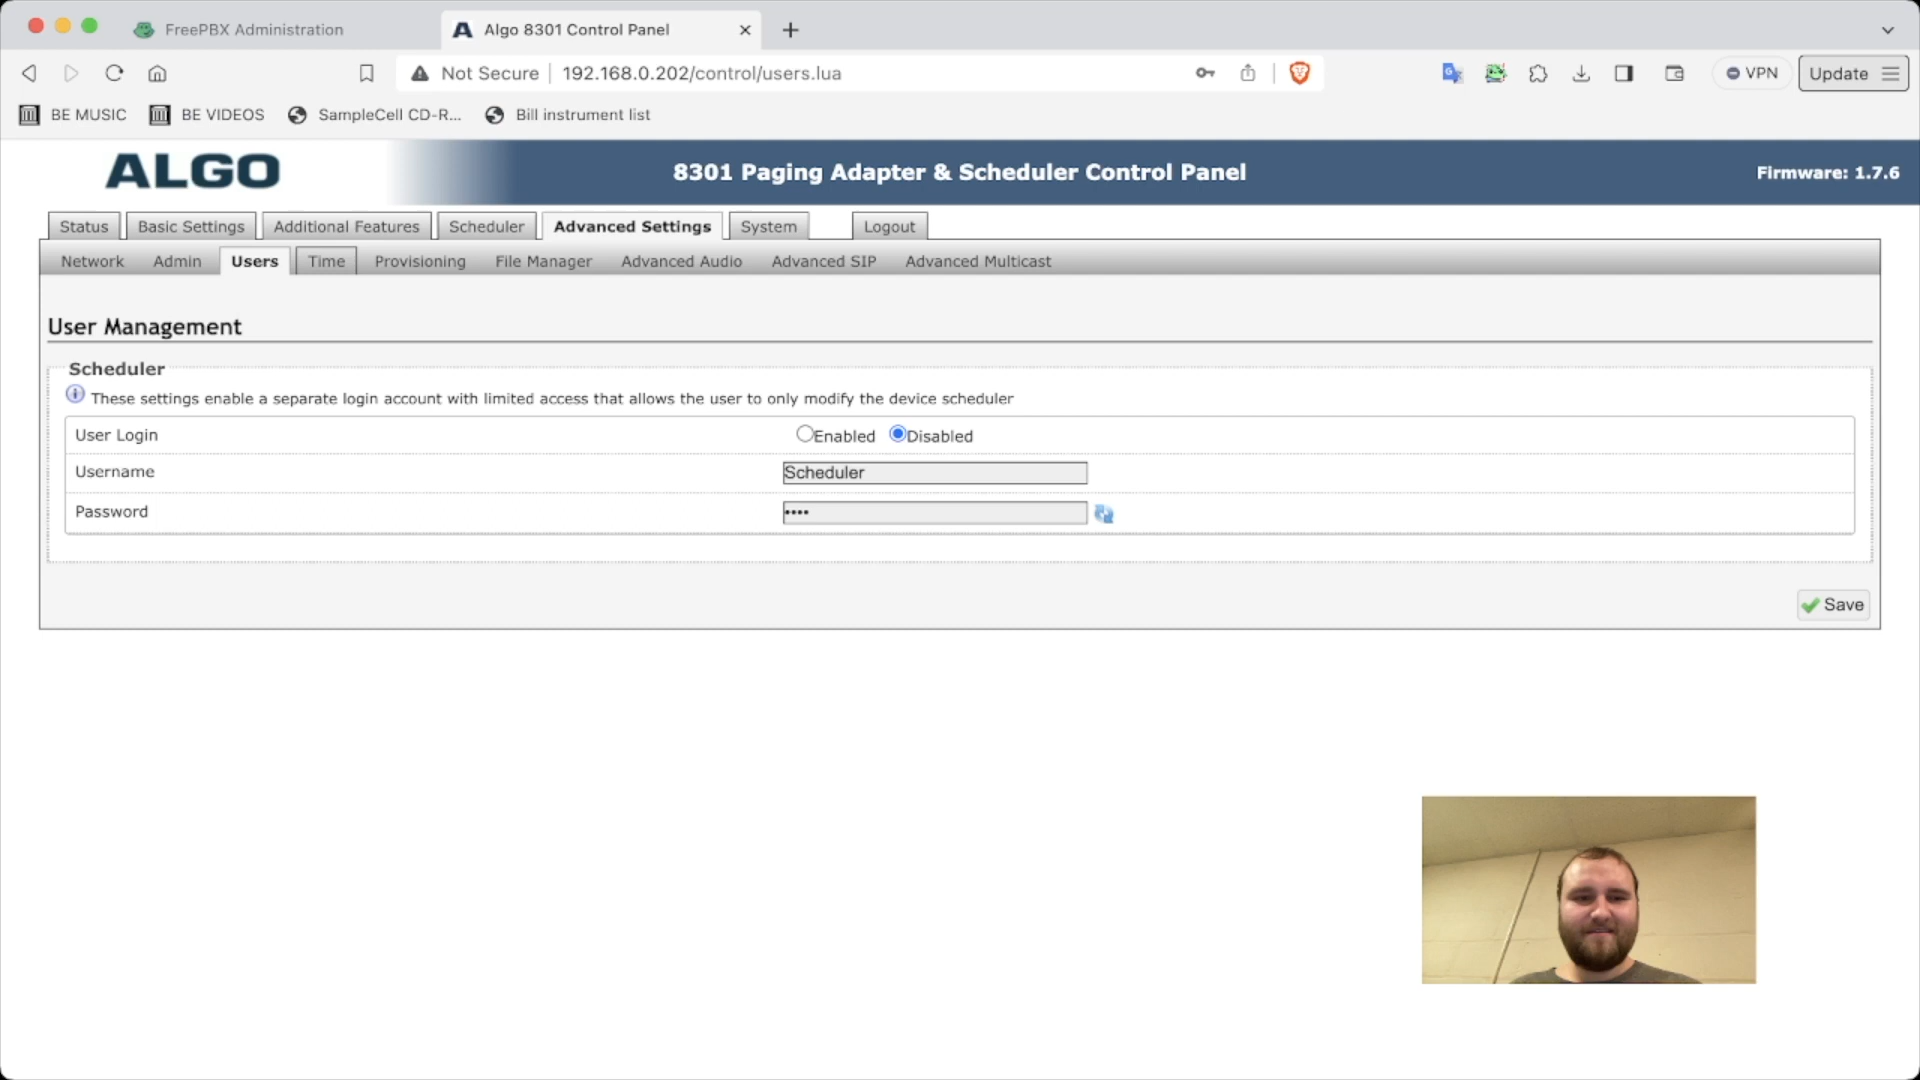 FreePBX Administration
Algo 8301 Control Panel
Not Secure
192.168.0.202/control/users.lua
VPN
Update
BE MUSIC
BE VIDEOS
SampleCell CD-R...
Bill instrument list
ALGO
8301 Paging Adapter & Scheduler Control Panel
Firmware: 1.7.6
Status
Basic Settings
Additional Features
Scheduler
Advanced Settings
System
Logout
Network
Admin
Users
Time
Provisioning
File Manager
Advanced Audio
Advanced SIP
Advanced Multicast
User Management
Scheduler
These settings enable a separate login account with limited access that allows the user to only modify the device scheduler
User Login
Enabled
Disabled
Username
Scheduler
Password
••••
Save